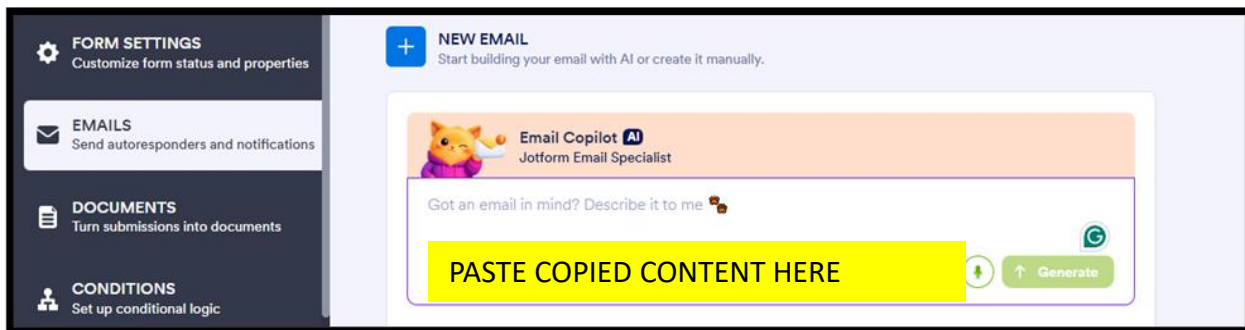 FORM SETTINGS
Customize form status and properties
EMAILS
Send autoresponders and notifications
DOCUMENTS
Turn submissions into documents
CONDITIONS
Set up conditional logic
+ NEW EMAIL
Start building your email with AI or create it manually.
Email Copilot AI
Jotform Email Specialist
Got an email in mind? Describe it to me
G
PASTE COPIED CONTENT HERE
Generate